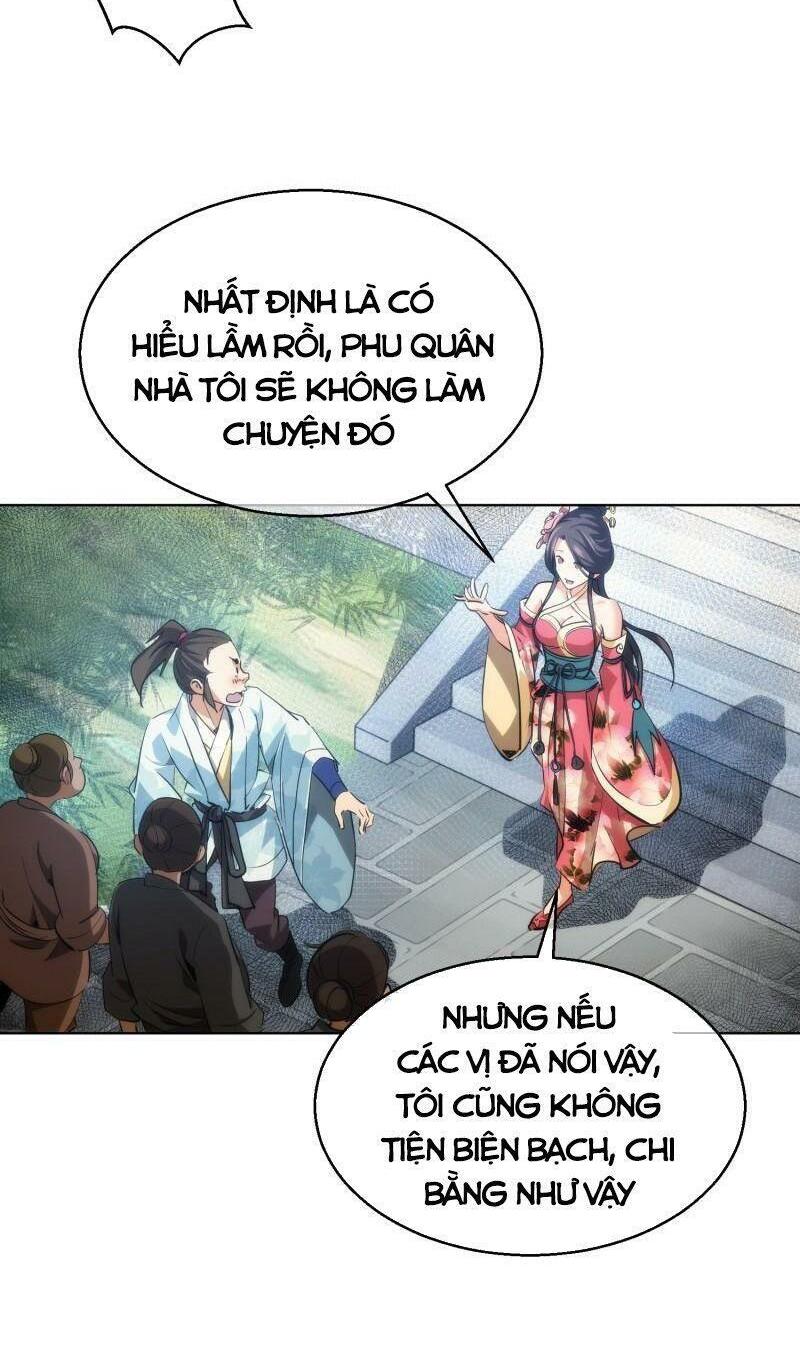 NHẤT ĐỊNH LÀ CÓ
HIỂU LẦM RỒI, PHU QUÂN
NHÀ TÔI SẼ KHÔNG LÀM
CHUYỆN ĐÓ
NHƯNG NẾU
CÁC VỊ ĐÃ NÓI VẬY,
TÔI CŨNG KHÔNG
TIỆN BIỆN BẠCH, CHI
BẰNG NHƯ VẬY